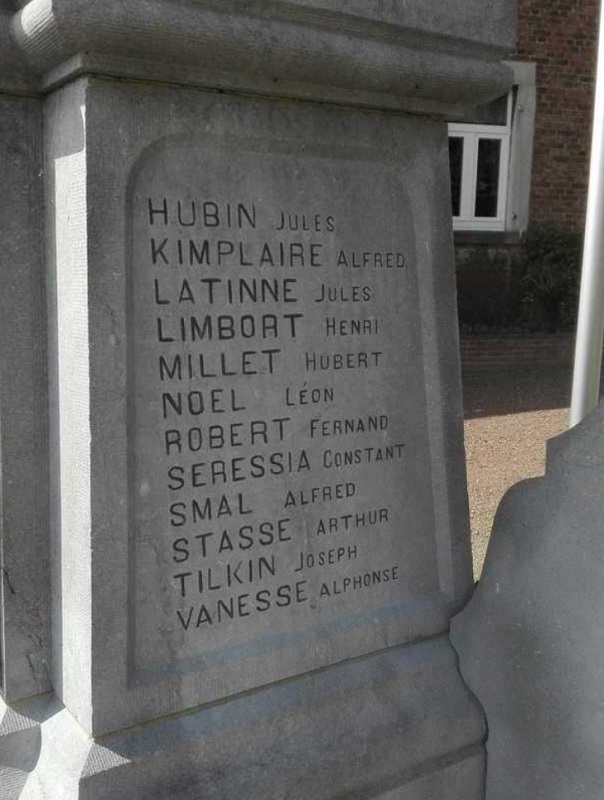 HUBIN JULES
KIMPLAIRE ALFRED
LATINNE JULES
LIMBORT HENRI
MILLET HUBERT
NOEL LÉON
ROBERT FERNAND
SERESSIA CONSTANT
SMAL ALFRED
STASSE ARTHUR
TILKIN JOSEPH
VANESSE ALPHONSE